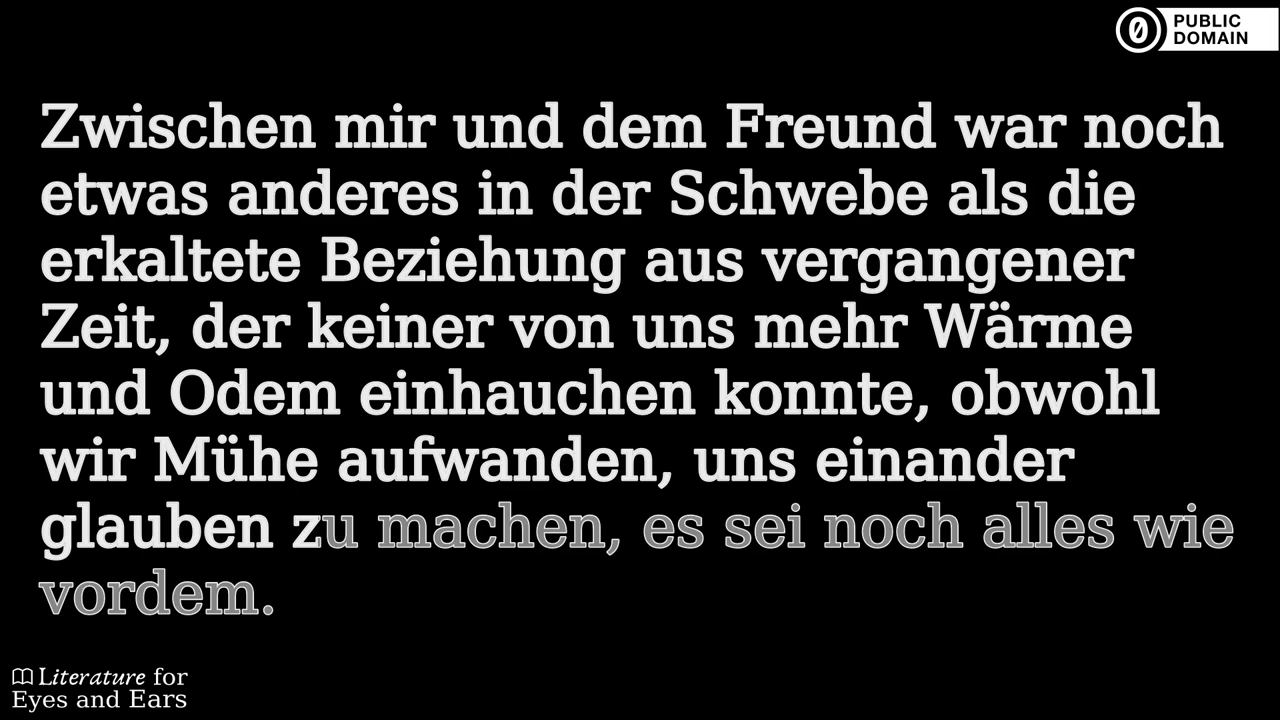 PUBLIC
DOMAIN
Zwischen mir und dem Freund war noch
etwas anderes in der Schwebe als die
erkaltete Beziehung aus vergangener
Zeit, der keiner von uns mehr Wärme
und Odem einhauchen konnte, obwohl
wir Mühe aufwanden, uns einander
glauben zu machen, es sei noch alles wie
vordem.
Literature for
Eyes and Ears